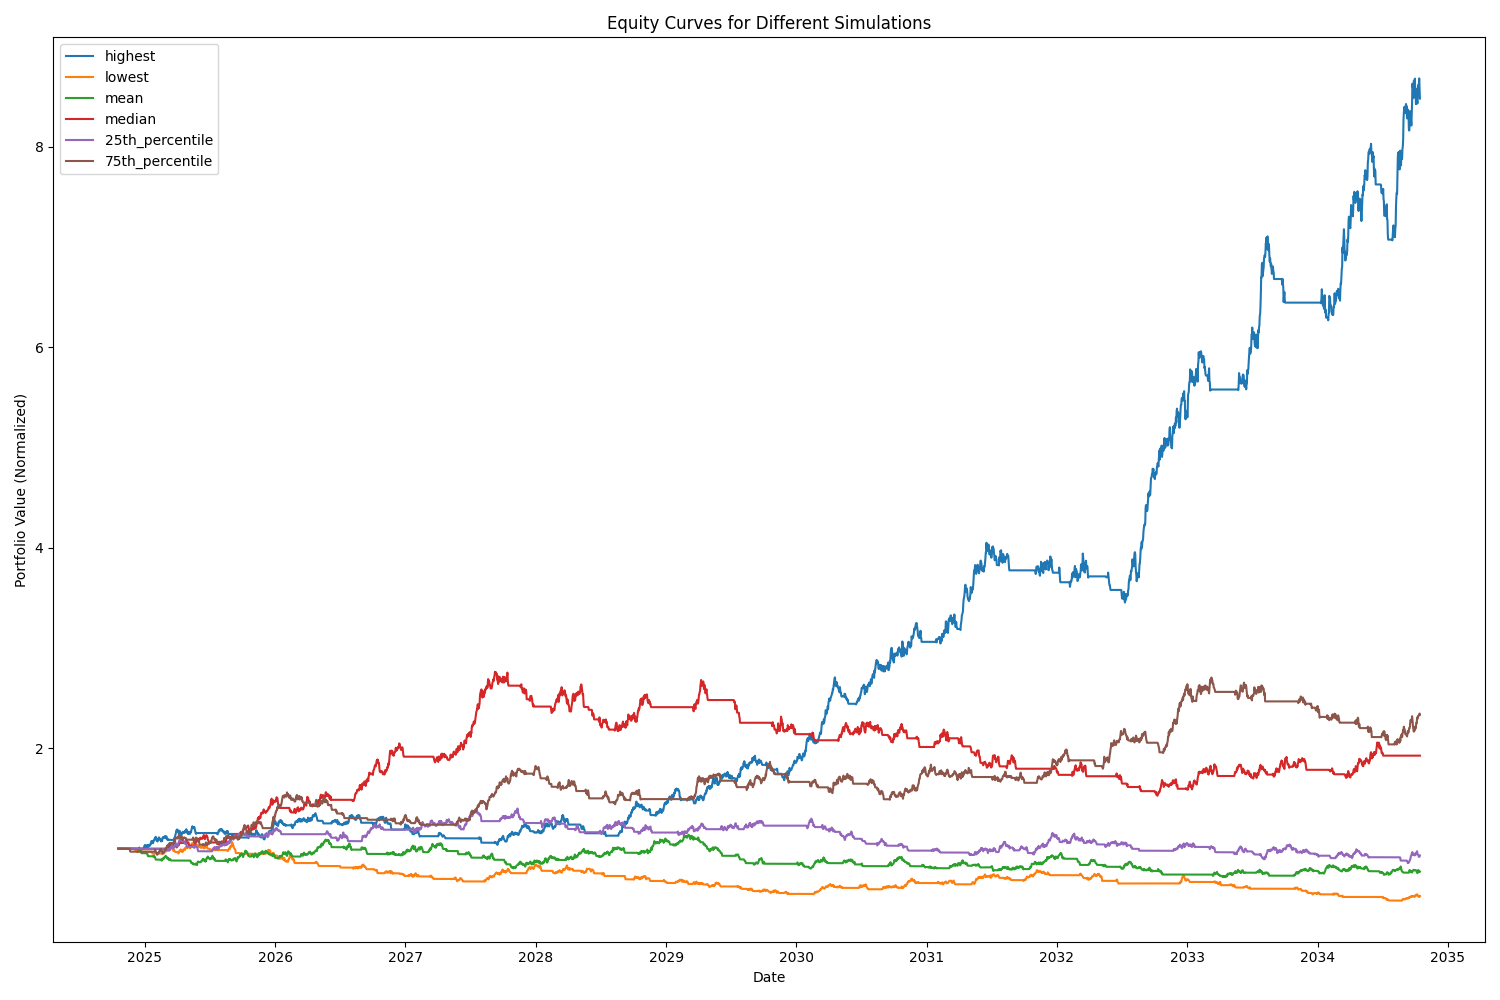 Equity Curves for Different Simulations
highest
lowest
mean
median
25th_percentile
75th_percentile
Portfolio Value (Normalized)
8
6
4
2
2025 2026 2027 2028 2029 2030 2031 2032 2033 2034 2035
Date